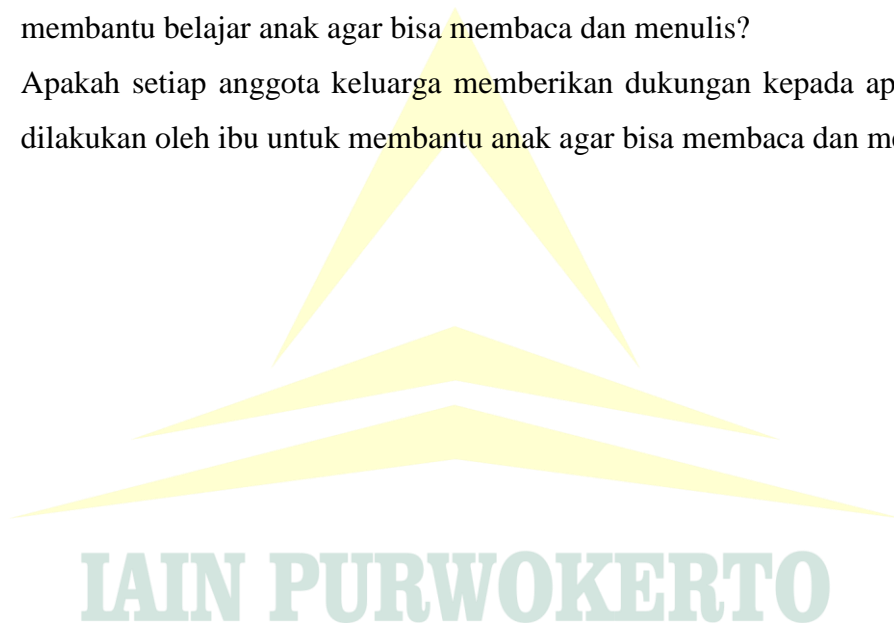 membantu belajar anak agar bisa membaca dan menulis?
Apakah setiap anggota keluarga memberikan dukungan kepada
dilakukan oleh ibu untuk membantu anak agar bisa membaca dan
IAIN PURWOKERTO